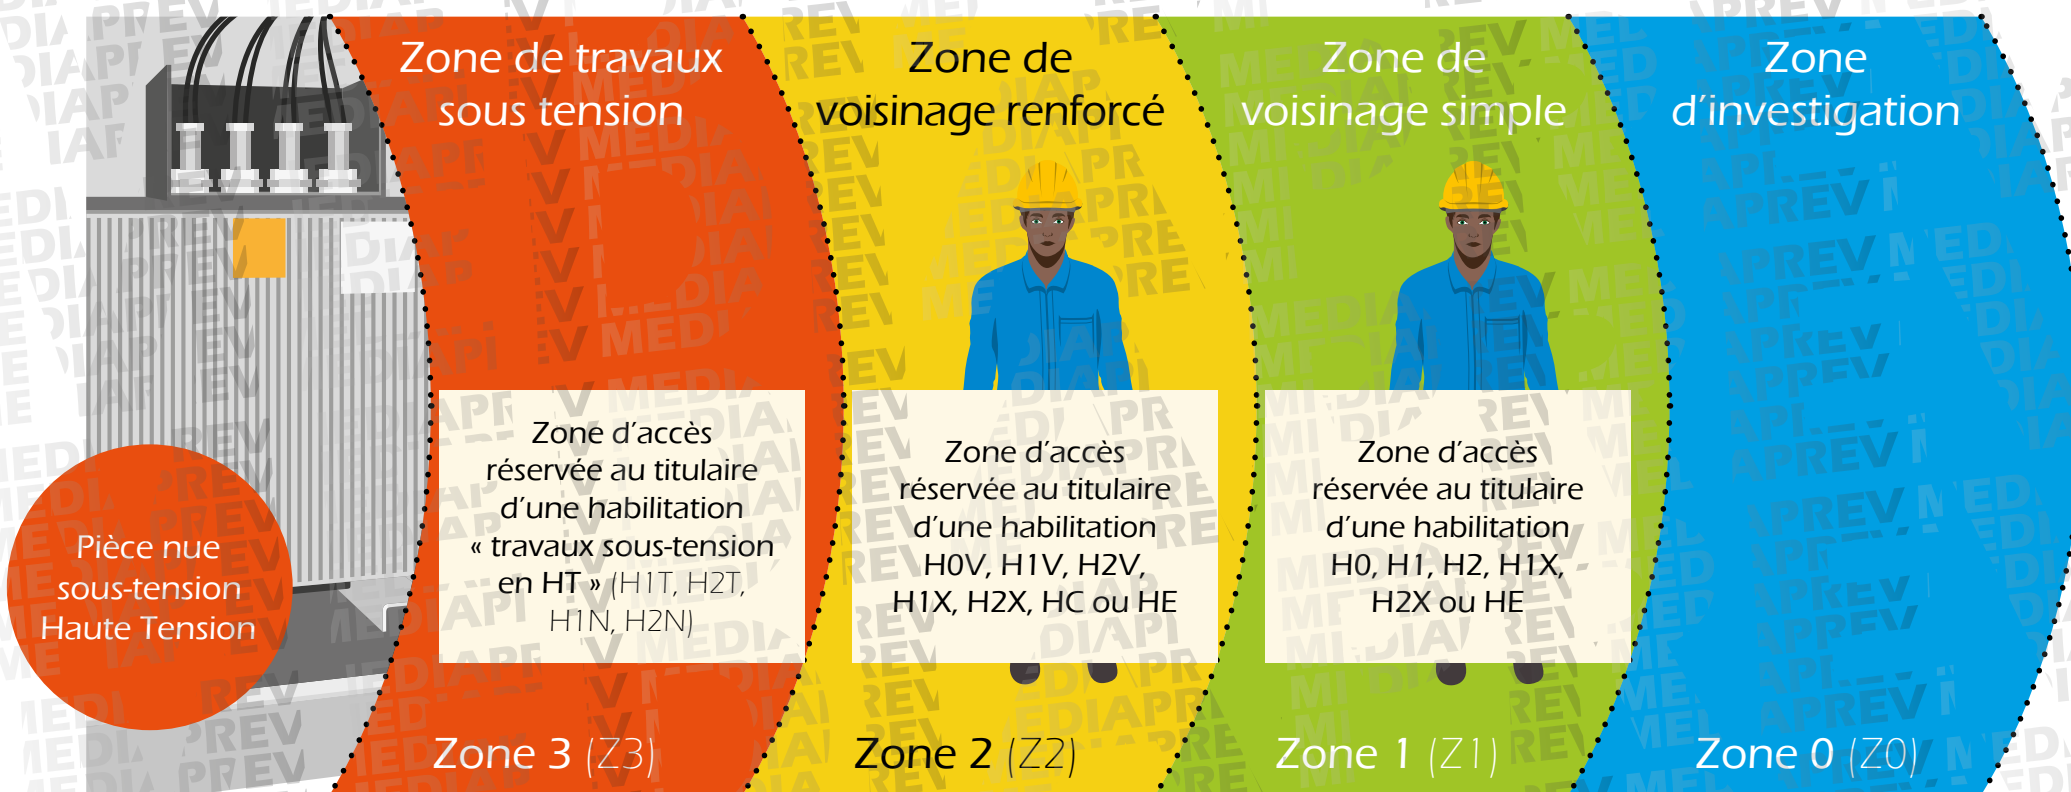 Zone de travaux
sous tension
Zone de
voisinage renforcé
Zone de
voisinage simple
Zone
d'investigation
Pièce nue
sous-tension
Haute Tension
Zone d'accès
réservée au titulaire
d'une habilitation
« travaux sous-tension
en HT » (H1T, H2T,
H1N, H2N)
Zone d'accès
réservée au titulaire
d'une habilitation
H0V, H1V, H2V,
H1X, H2X, HC ou HE
Zone d'accès
réservée au titulaire
d'une habilitation
H0, H1, H2, H1X,
H2X ou HE
Zone 3 (Z3)
Zone 2 (Z2)
Zone 1 (Z1)
Zone 0 (Z0)